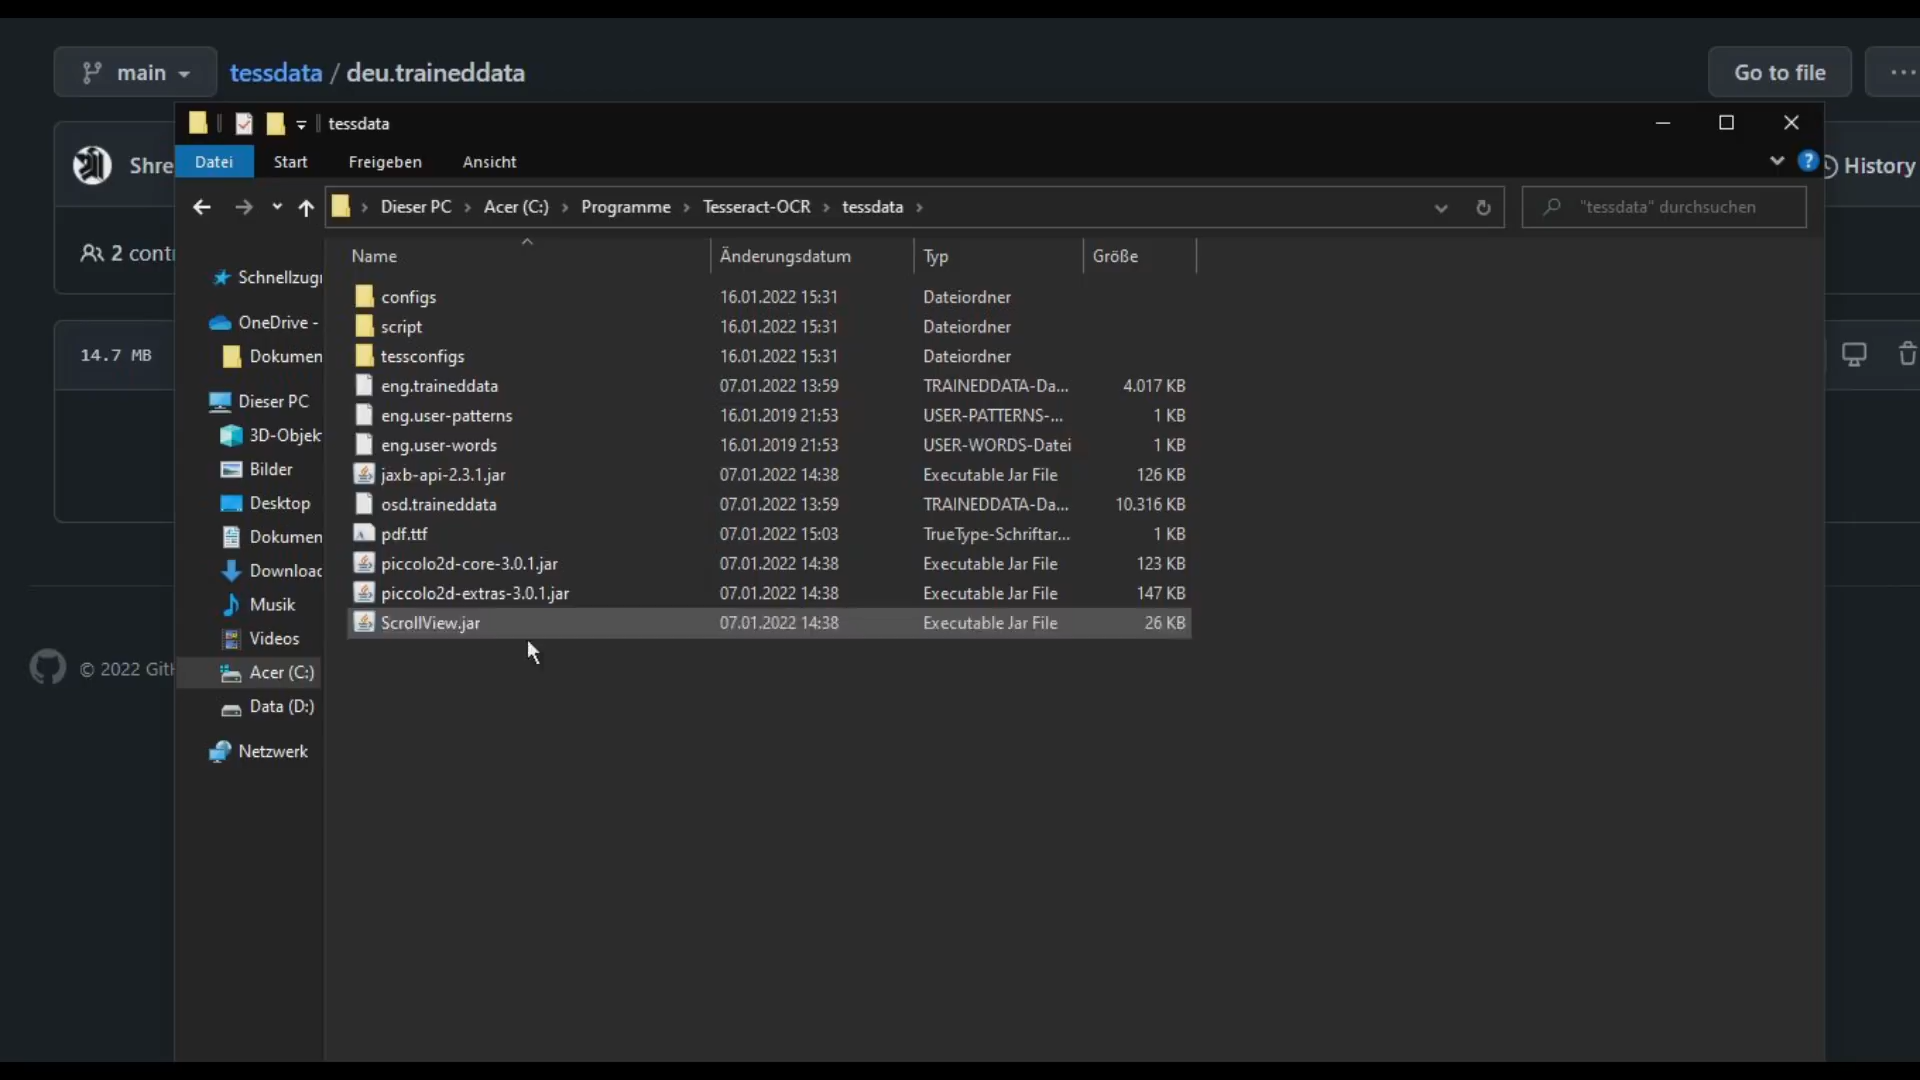 main
tessdata / deu.traineddata
Go to file
tessdata
Shre
Datei Start Freigeben Ansicht
?
History
Dieser PC Acer (C:) Programme Tesseract-OCR tessdata
"tessdata" durchsuchen
2 cont
14.7 MB
© 2022 Git
Schnellzug
OneDrive -
Dokumen
Dieser PC
3D-Objek
Bilder
Desktop
Dokumen
Downloac
Musik
Videos
Acer (C:)
Data (D:)
Netzwerk
Name Änderungsdatum Typ Größe
configs 16.01.2022 15:31 Dateiordner
script 16.01.2022 15:31 Dateiordner
tessconfigs 16.01.2022 15:31 Dateiordner
eng.traineddata 07.01.2022 13:59 TRAINEDDATA-Da... 4.017 KB
eng.user-patterns 16.01.2019 21:53 USER-PATTERNS-... 1 KB
eng.user-words 16.01.2019 21:53 USER-WORDS-Datei 1 KB
jaxb-api-2.3.1.jar 07.01.2022 14:38 Executable Jar File 126 KB
osd.traineddata 07.01.2022 13:59 TRAINEDDATA-Da... 10.316 KB
pdf.ttf 07.01.2022 15:03 TrueType-Schriftar... 1 KB
piccolo2d-core-3.0.1.jar 07.01.2022 14:38 Executable Jar File 123 KB
piccolo2d-extras-3.0.1.jar 07.01.2022 14:38 Executable Jar File 147 KB
ScrollView.jar 07.01.2022 14:38 Executable Jar File 26 KB